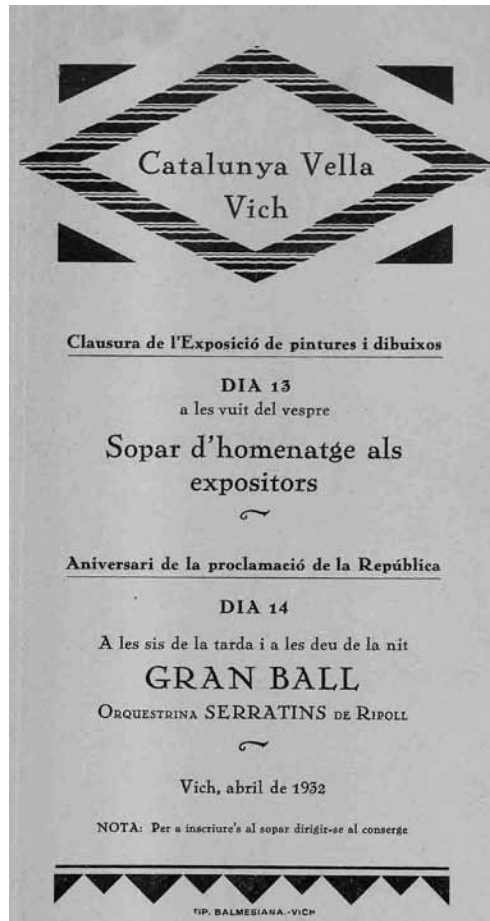 Catalunya Vella
Vich
Clausura de l'Exposició de pintures i dibuixos
DIA 13
a les vuit del vespre
Sopar d'homenatge als
expositors
Aniversari de la proclamació de la República
DIA 14
A les sis de la tarda i a les deu de la nit
GRAN BALL
ORQUESTRINA SERRATINS DE RIPOLL
Vich, abril de 1932
NOTA: Per a inscriure's al sopar dirigir-se al conserge
TIP. BALMESIANA.-VICH